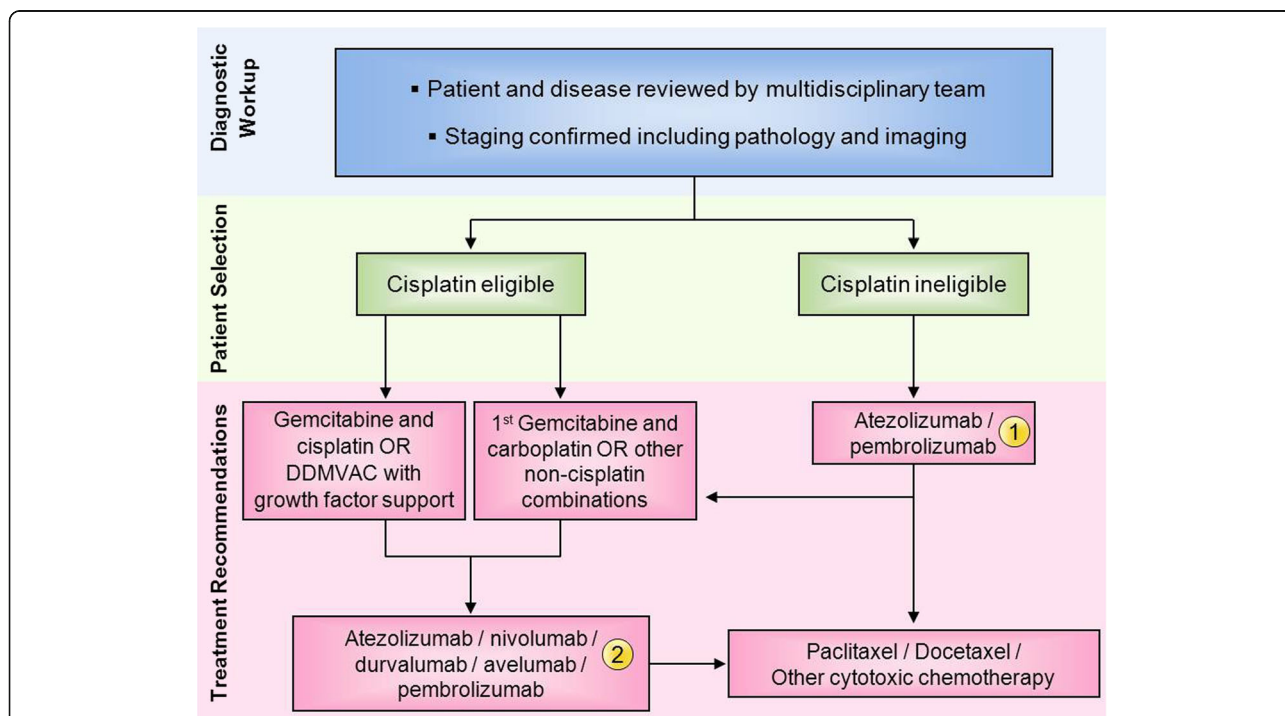 Diagnostic
Workup
▪ Patient and disease reviewed by multidisciplinary team
▪ Staging confirmed including pathology and imaging
Patient Selection
Cisplatin eligible
Cisplatin ineligible
Treatment Recommendations
Gemcitabine and
cisplatin OR
DDMVAC with
growth factor support
1st Gemcitabine and
carboplatin OR other
non-cisplatin
combinations
Atezolizumab /
pembrolizumab
1
Atezolizumab / nivolumab /
durvalumab / avelumab /
pembrolizumab
2
Paclitaxel / Docetaxel /
Other cytotoxic chemotherapy